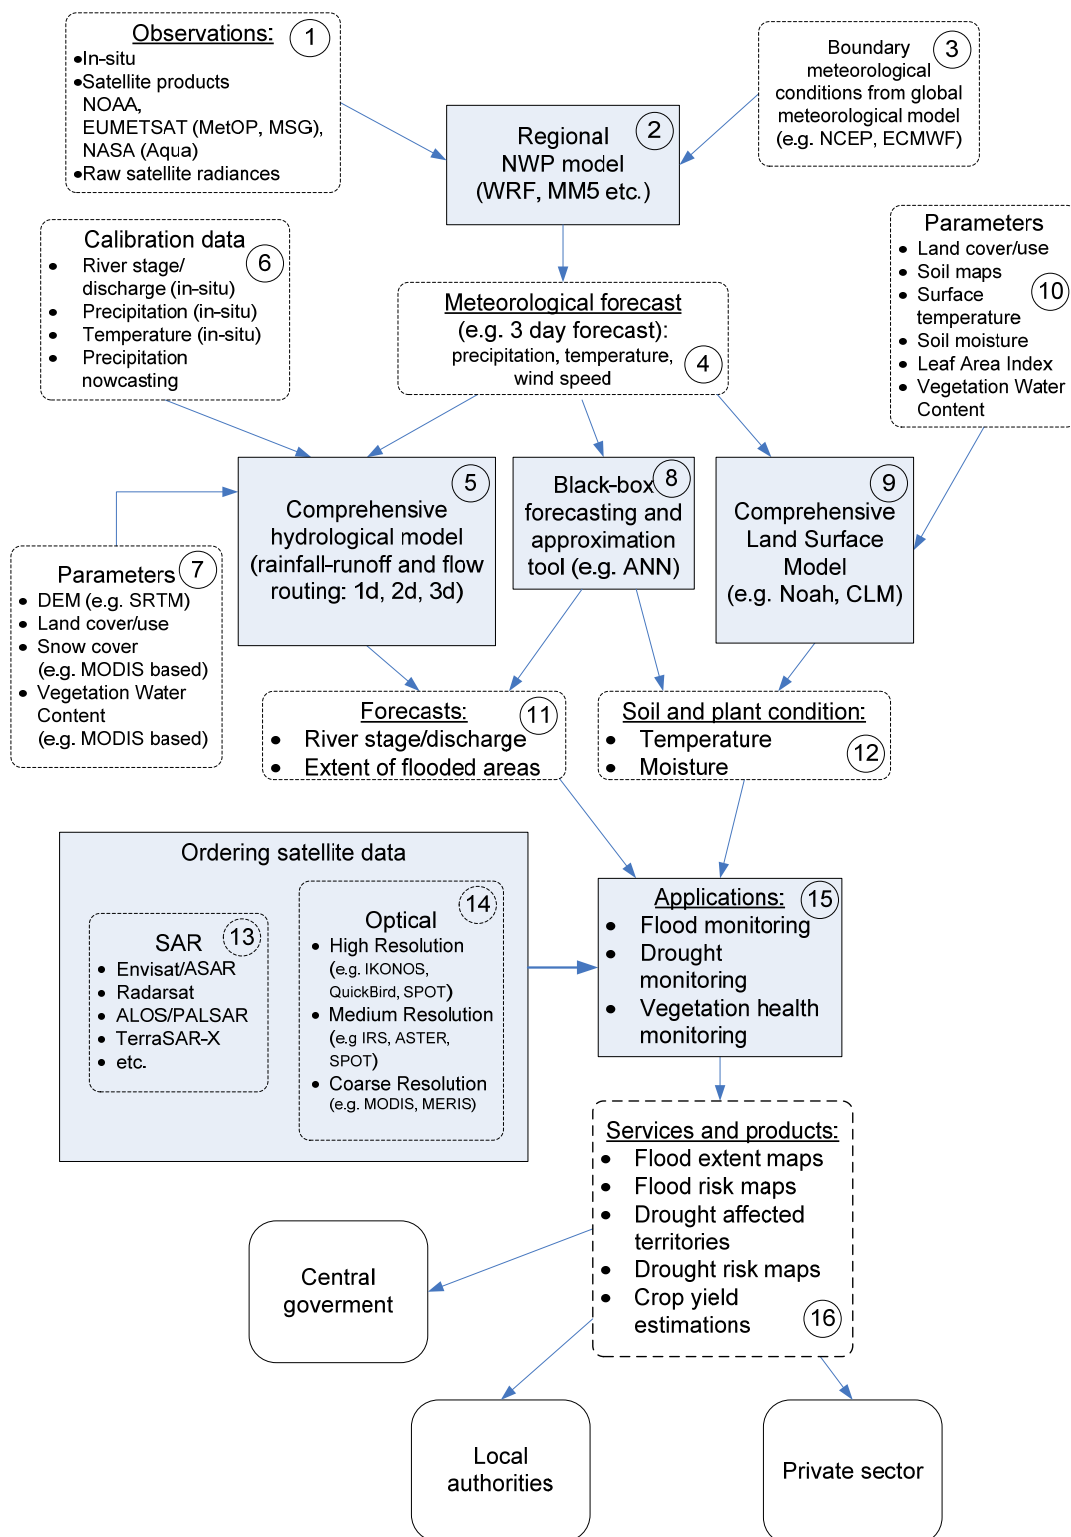 Observations:
1
•In-situ
•Satellite products
NOAA,
EUMETSAT (MetOP, MSG),
NASA (Aqua)
•Raw satellite radiances
3
Boundary
meteorological
conditions from global
meteorological model
(e.g. NCEP, ECMWF)
2
Regional
NWP model
(WRF, MM5 etc.)
Calibration data
6
• River stage/
discharge (in-situ)
• Precipitation (in-situ)
• Temperature (in-situ)
• Precipitation
nowcasting
Meteorological forecast
(e.g. 3 day forecast):
precipitation, temperature,
wind speed
4
Parameters
• Land cover/use
• Soil maps
• Surface
temperature
10
• Soil moisture
• Leaf Area Index
• Vegetation Water
Content
5
Comprehensive
hydrological model
(rainfall-runoff and flow
routing: 1d, 2d, 3d)
8
Black-box
forecasting and
approximation
tool (e.g. ANN)
9
Comprehensive
Land Surface
Model
(e.g. Noah, CLM)
Parameters
7
• DEM (e.g. SRTM)
• Land cover/use
• Snow cover
(e.g. MODIS based)
• Vegetation Water
Content
(e.g. MODIS based)
Forecasts:
11
• River stage/discharge
• Extent of flooded areas
Soil and plant condition:
• Temperature
• Moisture
12
Ordering satellite data
SAR
13
• Envisat/ASAR
• Radarsat
• ALOS/PALSAR
• TerraSAR-X
• etc.
14
Optical
• High Resolution
(e.g. IKONOS,
QuickBird, SPOT)
• Medium Resolution
(e.g IRS, ASTER,
SPOT)
• Coarse Resolution
(e.g. MODIS, MERIS)
Applications:
15
• Flood monitoring
• Drought
monitoring
• Vegetation health
monitoring
Services and products:
• Flood extent maps
• Flood risk maps
• Drought affected
territories
• Drought risk maps
• Crop yield
estimations
16
Central
goverment
Local
authorities
Private sector